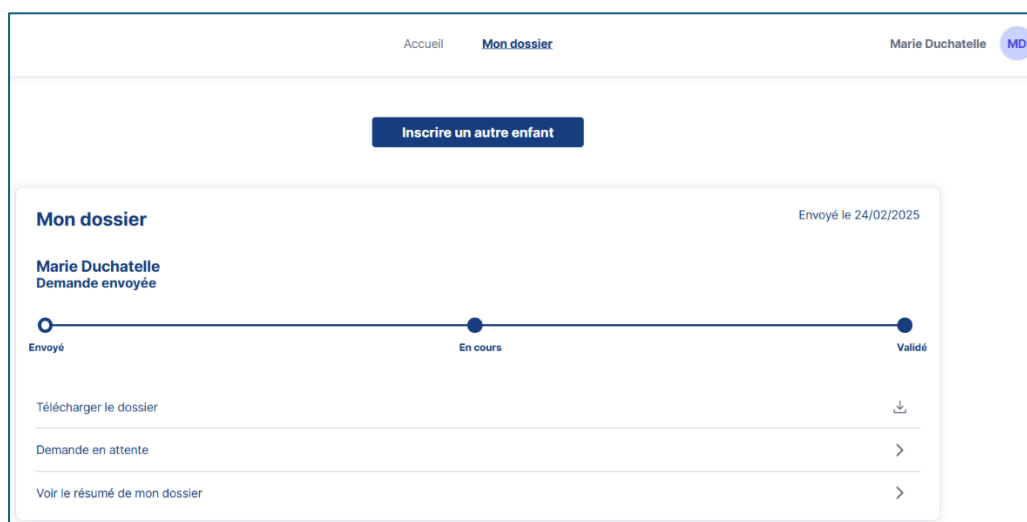 Accueil Mon dossier Marie Duchatelle MD
Inscrire un autre enfant
Mon dossier Envoyé le 24/02/2025
Marie Duchatelle
Demande envoyée
Envoyé En cours Validé
Télécharger le dossier
Demande en attente
Voir le résumé de mon dossier